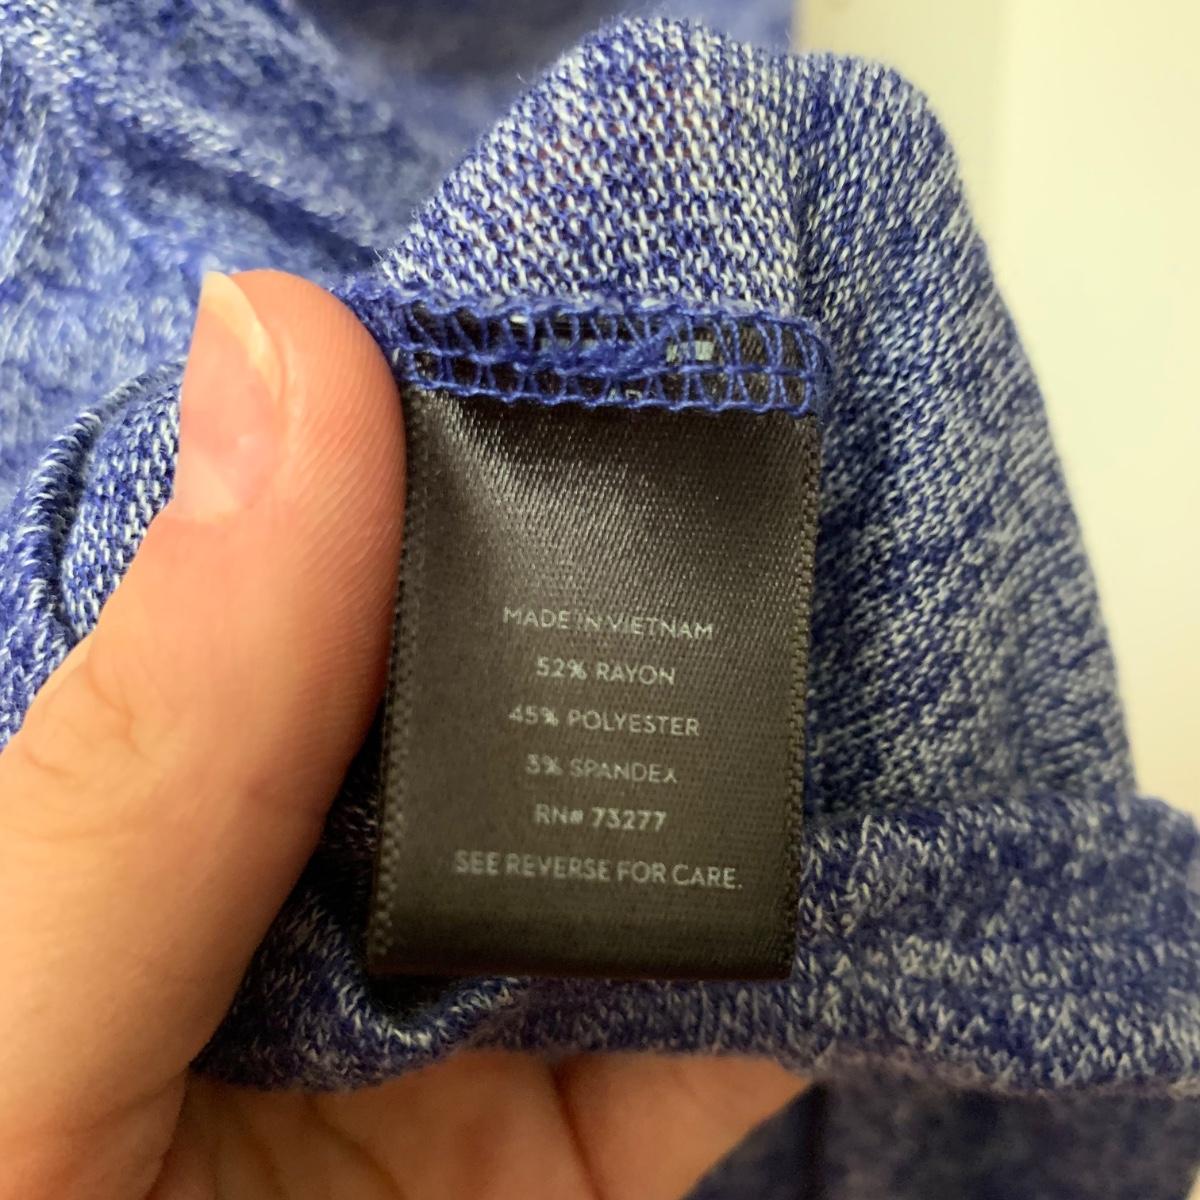 MADE IN VIETNAM
52% RAYON
45% POLYESTER
3% SPANDEX
RN# 73277
SEE REVERSE FOR CARE.